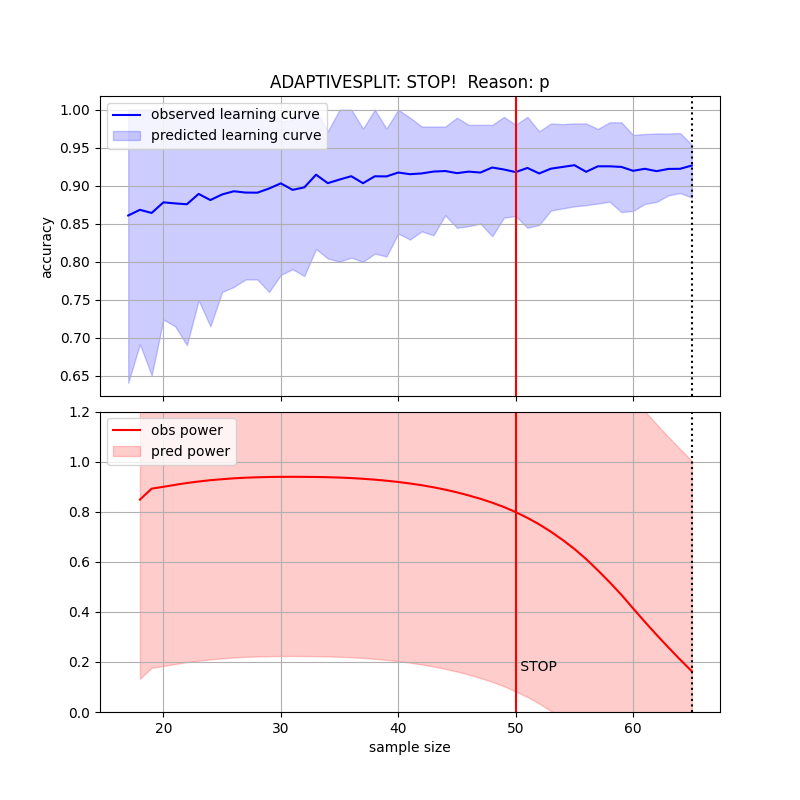 ADAPTIVESPLIT: STOP!  Reason: p
1.00
0.95
0.90
0.85
0.80
0.75
0.70
0.65
accuracy
observed learning curve
predicted learning curve
1.2
1.0
0.8
0.6
0.4
0.2
0.0
obs power
pred power
STOP
20 30 40 50 60
sample size